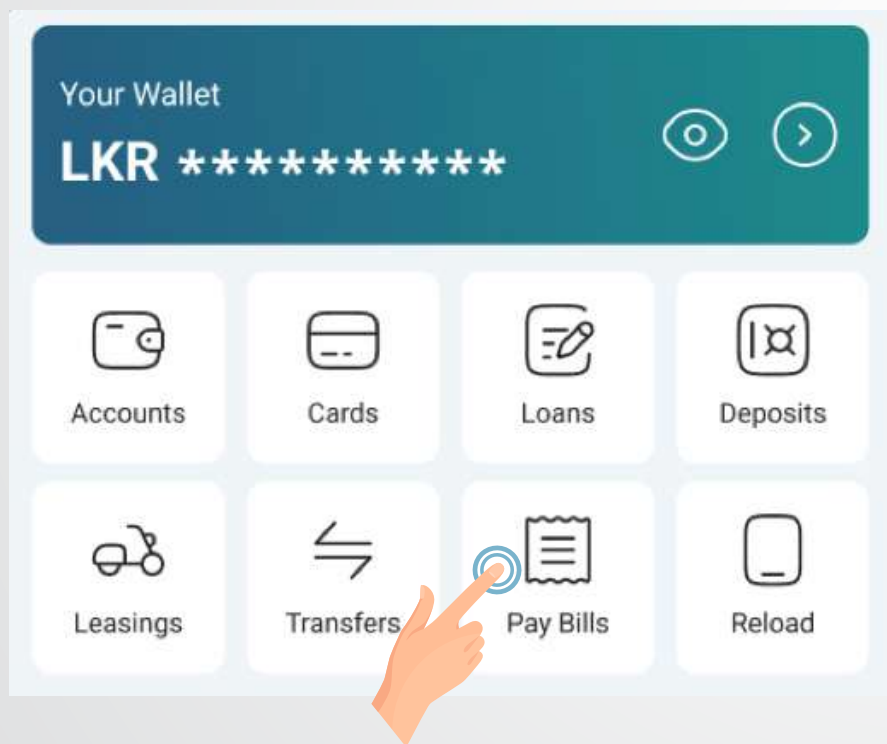 Your Wallet
LKR **********
Accounts Cards Loans Deposits
Leasings Transfers Pay Bills Reload